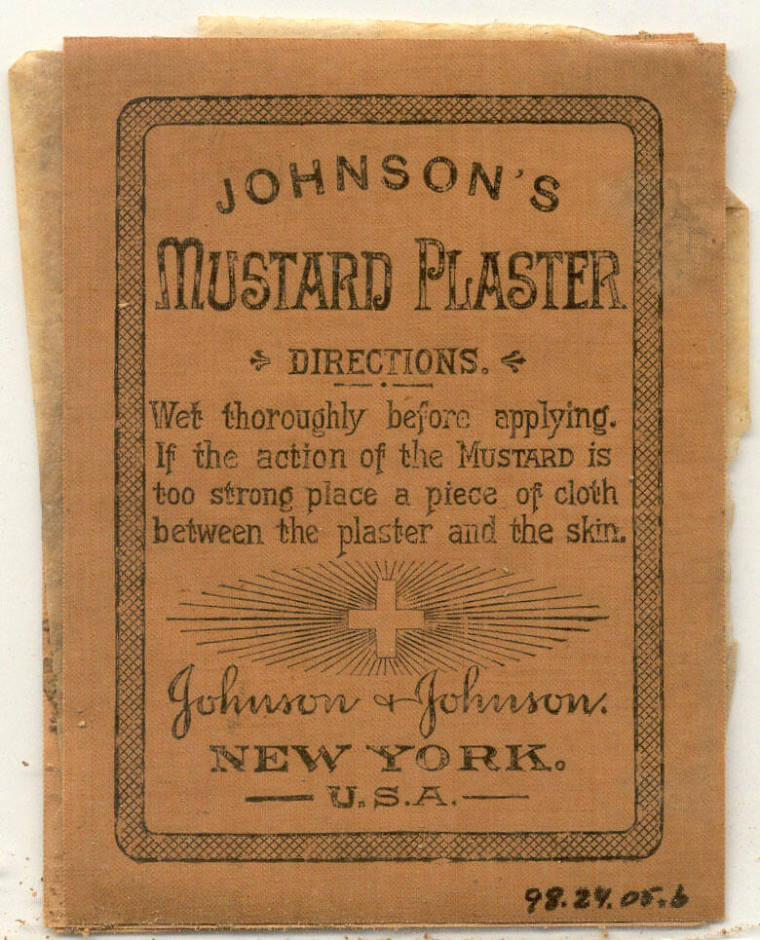 JOHNSON'S
MUSTARD PLASTER
DIRECTIONS.
Wet thoroughly before applying.
If the action of the MUSTARD is
too strong place a piece of cloth
between the plaster and the skin.
Johnson & Johnson.
NEW YORK.
U.S.A.
98.24.05.6